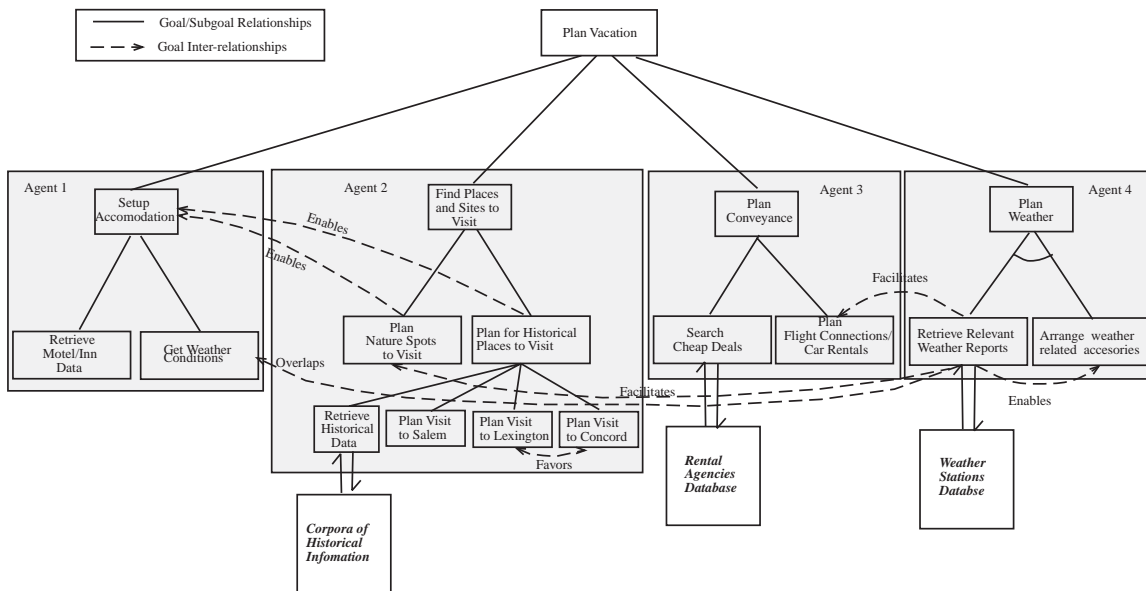 Goal/Subgoal Relationships
Goal Inter-relationships
Plan Vacation
Agent 1
Setup
Accomodation
Retrieve
Motel/Inn
Data
Get Weather
Conditions
Agent 2
Find Places
and Sites to
Visit
Enables
Enables
Plan
Nature Spots
to Visit
Plan for Historical
Places to Visit
Overlaps
Retrieve
Historical
Data
Plan Visit
to Salem
Plan Visit
to Lexington
Plan Visit
to Concord
Favors
Corpora of
Historical
Infomation
Agent 3
Plan
Conveyance
Search
Cheap Deals
Plan
Flight Connections/
Car Rentals
Facilitates
Facilitates
Rental
Agencies
Database
Agent 4
Plan
Weather
Retrieve Relevant
Weather Reports
Arrange weather
related accesories
Enables
Weather
Stations
Databse